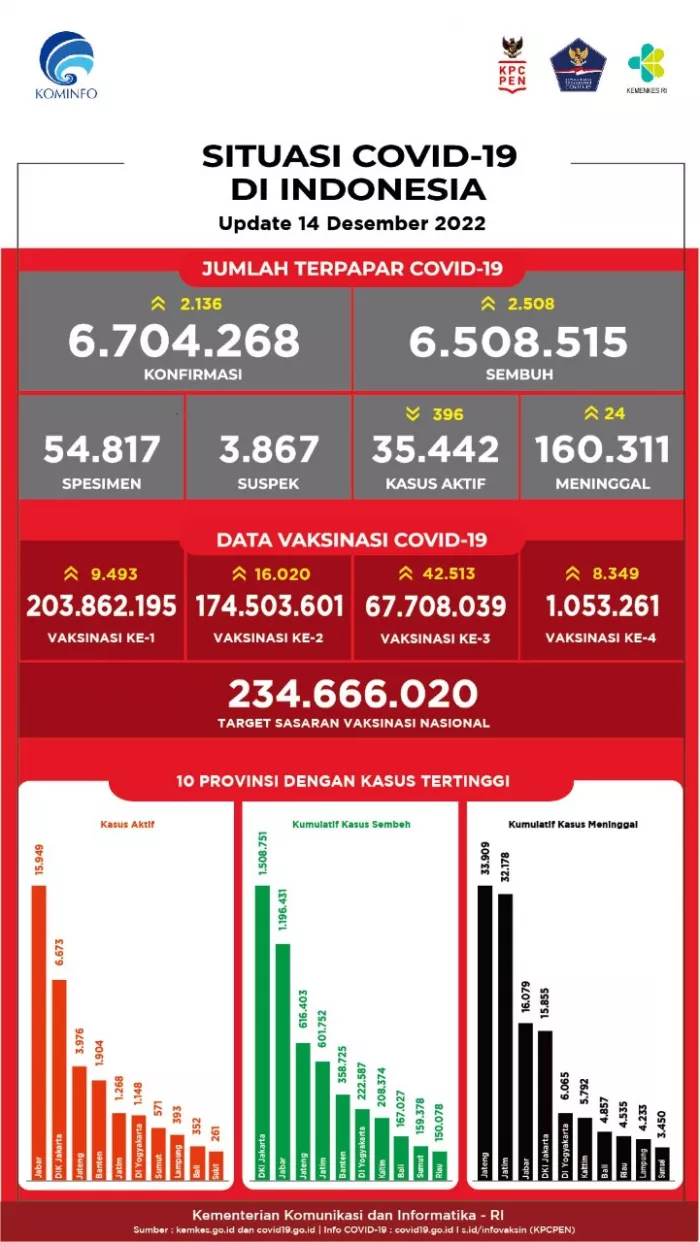 KOMINFO
KPC
PEN
KEMENKES RI
SITUASI COVID-19
DI INDONESIA
Update 14 Desember 2022
JUMLAH TERPAPAR COVID-19
2.136
6.704.268
KONFIRMASI
2.508
6.508.515
SEMBUH
54.817
SPESIMEN
3.867
SUSPEK
396
35.442
KASUS AKTIF
24
160.311
MENINGGAL
DATA VAKSINASI COVID-19
9.493
203.862.195
VAKSINASI KE-1
16.020
174.503.601
VAKSINASI KE-2
42.513
67.708.039
VAKSINASI KE-3
8.349
1.053.261
VAKSINASI KE-4
234.666.020
TARGET SASARAN VAKSINASI NASIONAL
10 PROVINSI DENGAN KASUS TERTINGGI
Kasus Aktif
15.949
Jabar
6.673
DIK Jakarta
3.976
Jateng
1.904
Banten
1.268
Jatim
1.148
DI Yogyakarta
571
Sumut
393
Lampung
352
Bali
261
Kumulatif Kasus Sembeh
1.508.751
DKI Jakarta
1.196.431
Jabar
616.403
Jateng
601.752
Jatim
358.725
Banten
222.587
DI Yogyakarta
208.374
Kaltim
167.027
Bali
159.378
Sumut
150.078
Riau
Kumulatif Kasus Meninggal
33.909
Jateng
32.178
Jatim
16.079
Jabar
15.855
DKI Jakarta
6.065
DI Yogyakarta
5.792
Kaltim
4.857
Bali
4.535
Riau
4.233
Lampung
3.450
Sumsel
Kementerian Komunikasi dan Informatika - RI
Sumber : kemkes.go.id dan covid19.go.id | Info COVID-19 : covid19.go.id I s.id/infovaksin (KPCPEN)